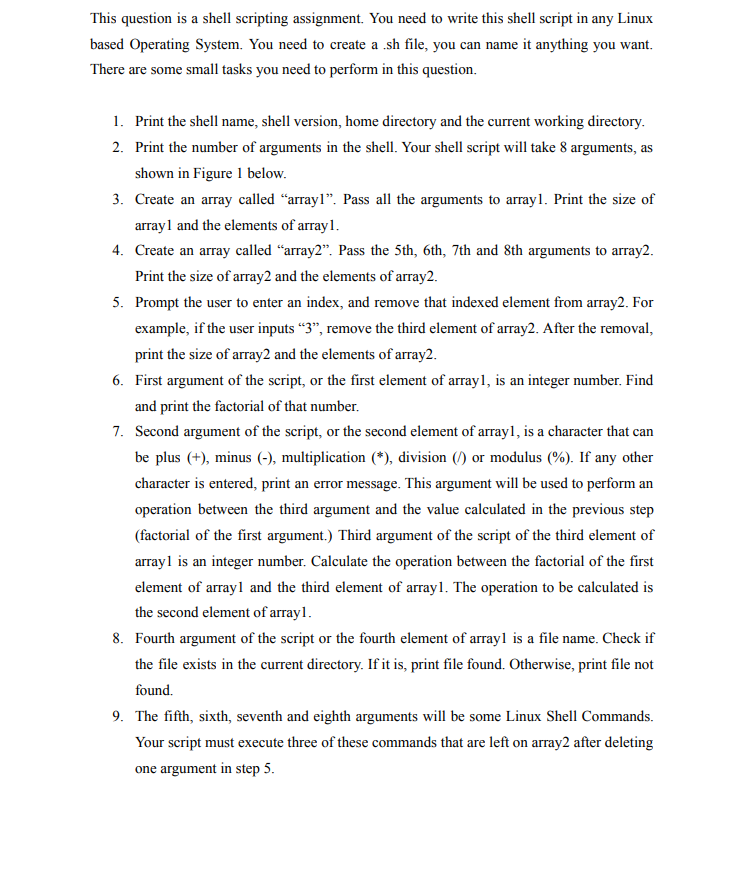 This question is a shell scripting assignment. You need to write this shell script in any Linux
based Operating System. You need to create a .sh file, you can name it anything you want.
There are some small tasks you need to perform in this question.
1. Print the shell name, shell version, home directory and the current working directory.
2. Print the number of arguments in the shell. Your shell script will take 8 arguments, as
shown in Figure 1 below.
3. Create an array called “array1”. Pass all the arguments to array1. Print the size of
array1 and the elements of array1.
4. Create an array called “array2”. Pass the 5th, 6th, 7th and 8th arguments to array2.
Print the size of array2 and the elements of array2.
5. Prompt the user to enter an index, and remove that indexed element from array2. For
example, if the user inputs “3”, remove the third element of array2. After the removal,
print the size of array2 and the elements of array2.
6. First argument of the script, or the first element of array1, is an integer number. Find
and print the factorial of that number.
7. Second argument of the script, or the second element of array1, is a character that can
be plus (+), minus (-), multiplication (*), division (/) or modulus (%). If any other
character is entered, print an error message. This argument will be used to perform an
operation between the third argument and the value calculated in the previous step
(factorial of the first argument.) Third argument of the script of the third element of
array1 is an integer number. Calculate the operation between the factorial of the first
element of array1 and the third element of array1. The operation to be calculated is
the second element of array1.
8. Fourth argument of the script or the fourth element of array1 is a file name. Check if
the file exists in the current directory. If it is, print file found. Otherwise, print file not
found.
9. The fifth, sixth, seventh and eighth arguments will be some Linux Shell Commands.
Your script must execute three of these commands that are left on array2 after deleting
one argument in step 5.